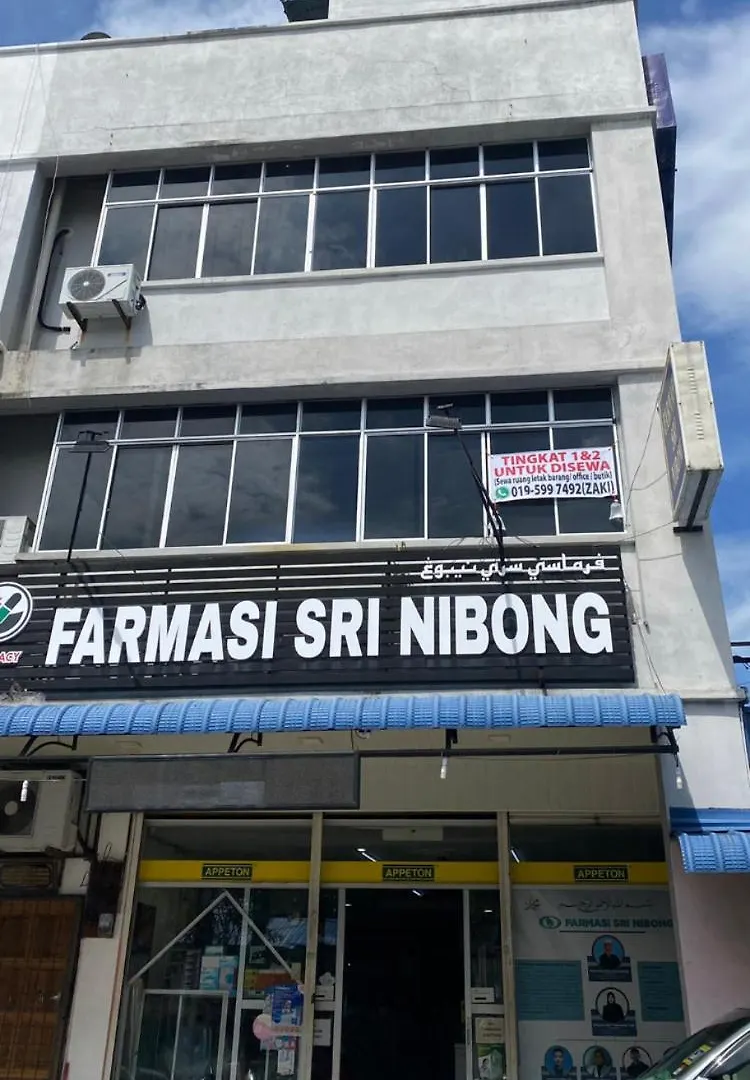 TINGKAT 1&2
UNTUK DISEWA
(Sewa ruang letak barang/ office / butik)
019-599 7492(ZAKI)
فرماسي سري نيبوڠ
FARMASI SRI NIBONG
ACY
APPETON
APPETON
APPETON
FARMASI SRI NIBONG